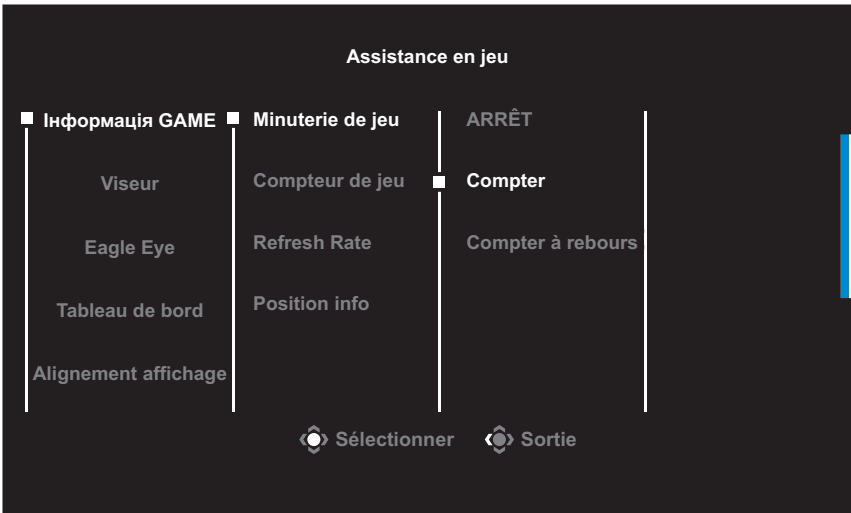 Assistance en jeu
Інформація GAME
Minuterie de jeu
ARRÊT
Viseur
Compteur de jeu
Compter
Eagle Eye
Refresh Rate
Compter à rebours
Tableau de bord
Position info
Alignement affichage
Sélectionner
Sortie